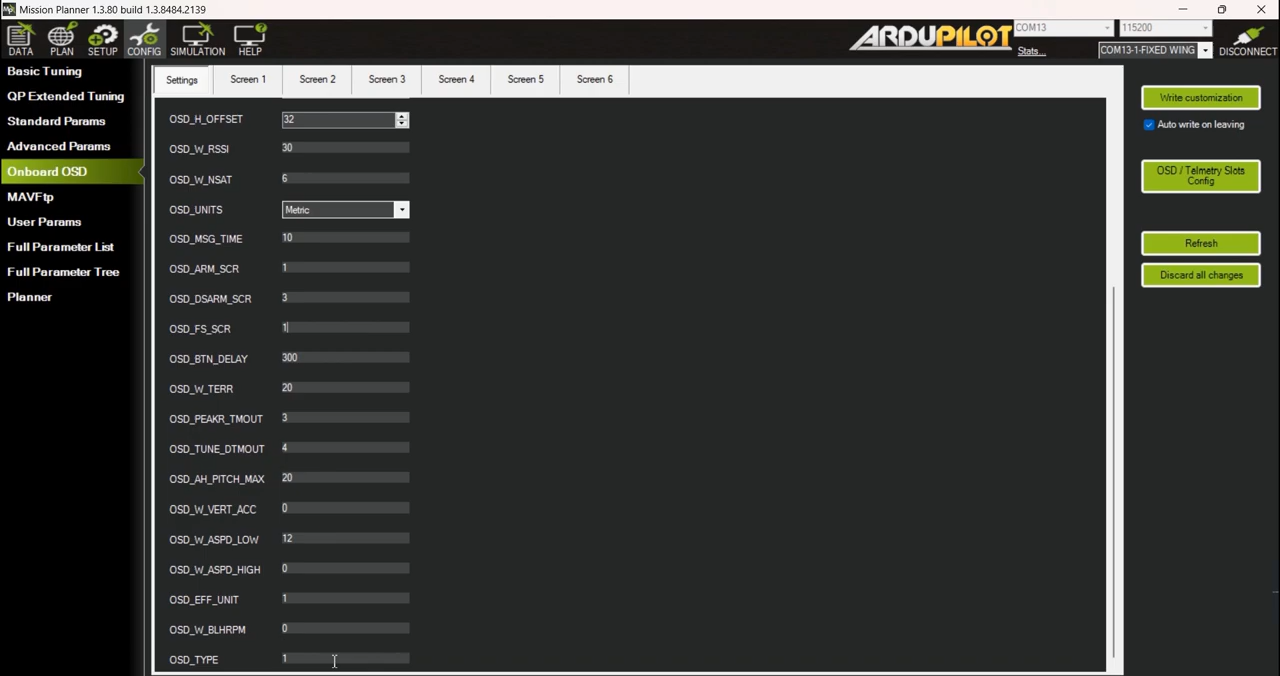 Mission Planner 1.3.80 build 1.3.8484.2139
DATA PLAN SETUP CONFIG SIMULATION HELP
ARDUPILOT
COM13 115200
Stats...
COM13-1-FIXED WING
DISCONNECT
Basic Tuning
QP Extended Tuning
Standard Params
Advanced Params
Onboard OSD
MAVFtp
User Params
Full Parameter List
Full Parameter Tree
Planner
Settings Screen 1 Screen 2 Screen 3 Screen 4 Screen 5 Screen 6
OSD_H_OFFSET 32
OSD_W_RSSI 30
OSD_W_NSAT 6
OSD_UNITS Metric
OSD_MSG_TIME 10
OSD_ARM_SCR 1
OSD_DSARM_SCR 3
OSD_FS_SCR 1
OSD_BTN_DELAY 300
OSD_W_TERR 20
OSD_PEAKR_TMOUT 3
OSD_TUNE_DTMOUT 4
OSD_AH_PITCH_MAX 20
OSD_W_VERT_ACC 0
OSD_W_ASPD_LOW 12
OSD_W_ASPD_HIGH 0
OSD_EFF_UNIT 1
OSD_W_BLHRPM 0
OSD_TYPE 1
Write customization
Auto write on leaving
OSD / Telmetry Slots
Config
Refresh
Discard all changes